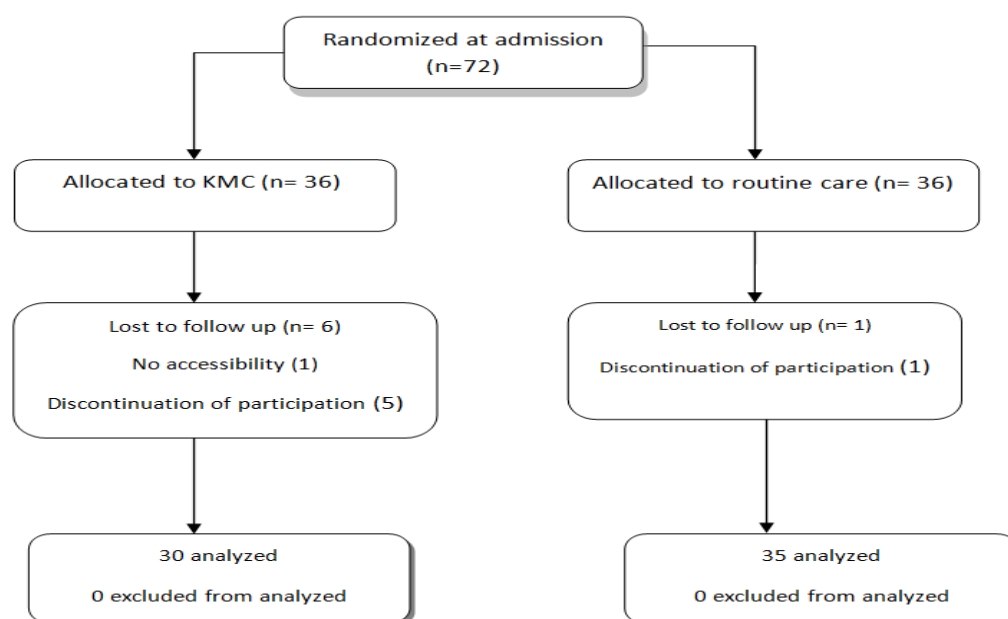 Randomized at admission
(n=72)
Allocated to KMC (n= 36)
Allocated to routine care (n= 36)
Lost to follow up (n= 6)
No accessibility (1)
Discontinuation of participation (5)
Lost to follow up (n= 1)
Discontinuation of participation (1)
30 analyzed
0 excluded from analyzed
35 analyzed
0 excluded from analyzed